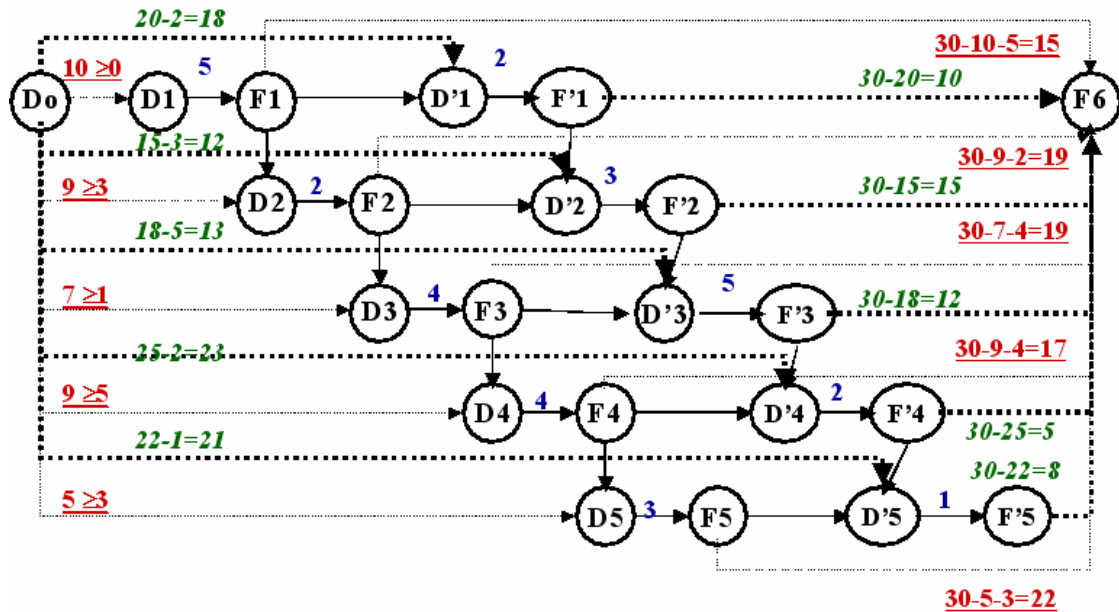 20-2=18
30-10-5=15
10 ≥0
5
2
30-20=10
Do
D1
F1
D'1
F'1
F6
15-3=12
30-9-2=19
9 ≥3
2
3
30-15=15
D2
F2
D'2
F'2
18-5=13
30-7-4=19
7 ≥1
4
5
30-18=12
D3
F3
D'3
F'3
25-2=23
30-9-4=17
9 ≥5
4
2
D4
F4
D'4
F'4
30-25=5
22-1=21
30-22=8
5 ≥3
3
1
D5
F5
D'5
F'5
30-5-3=22